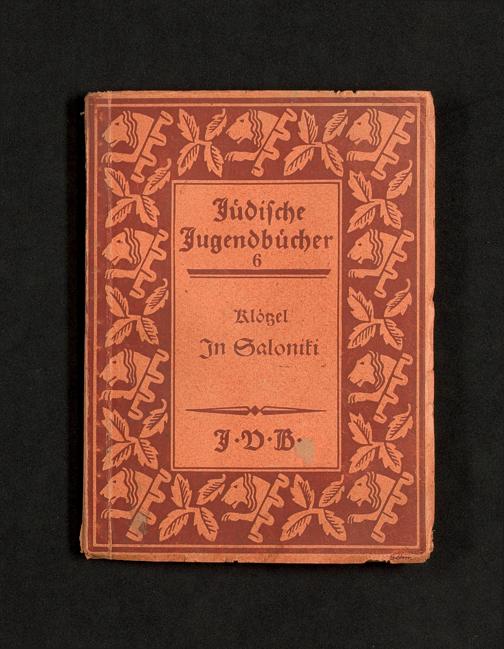 Jüdische
Jugendbücher
6
Klötzel
In Saloniki
J·V·B·